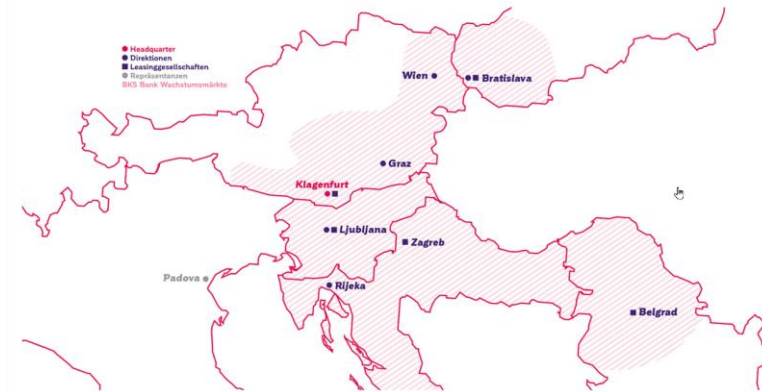 Headquarter
Direktionen
Leasinggesellschaften
Repräsentanzen
BKS Bank Wachstumsmärkte
Wien
Bratislava
Graz
Klagenfurt
Ljubljana
Zagreb
Padova
Rijeka
Belgrad